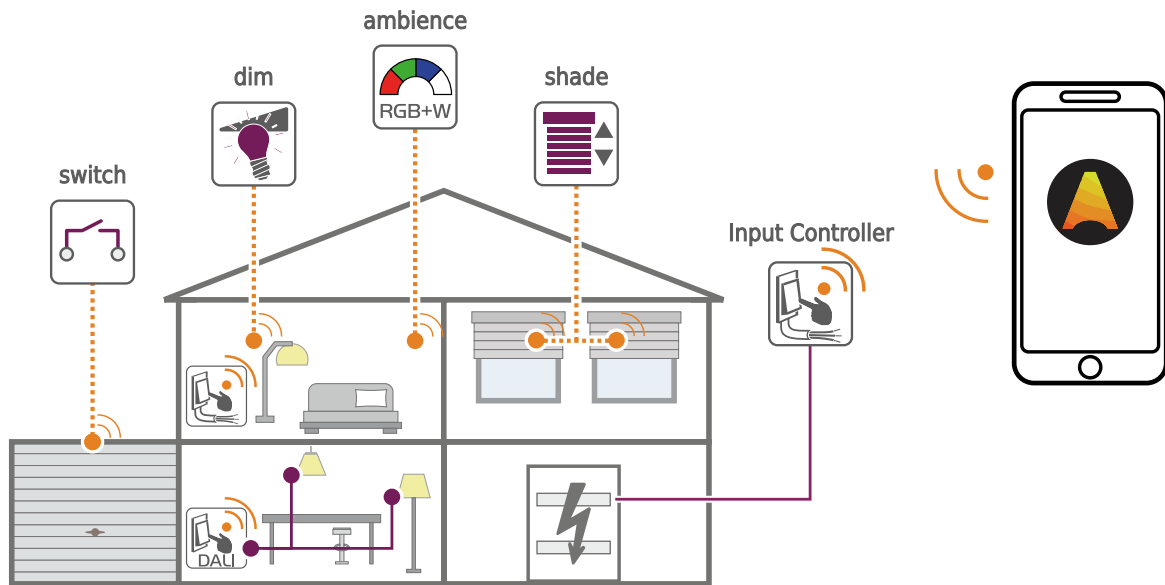 ambience
dim
shade
RGB+W
switch
Input Controller
DALI